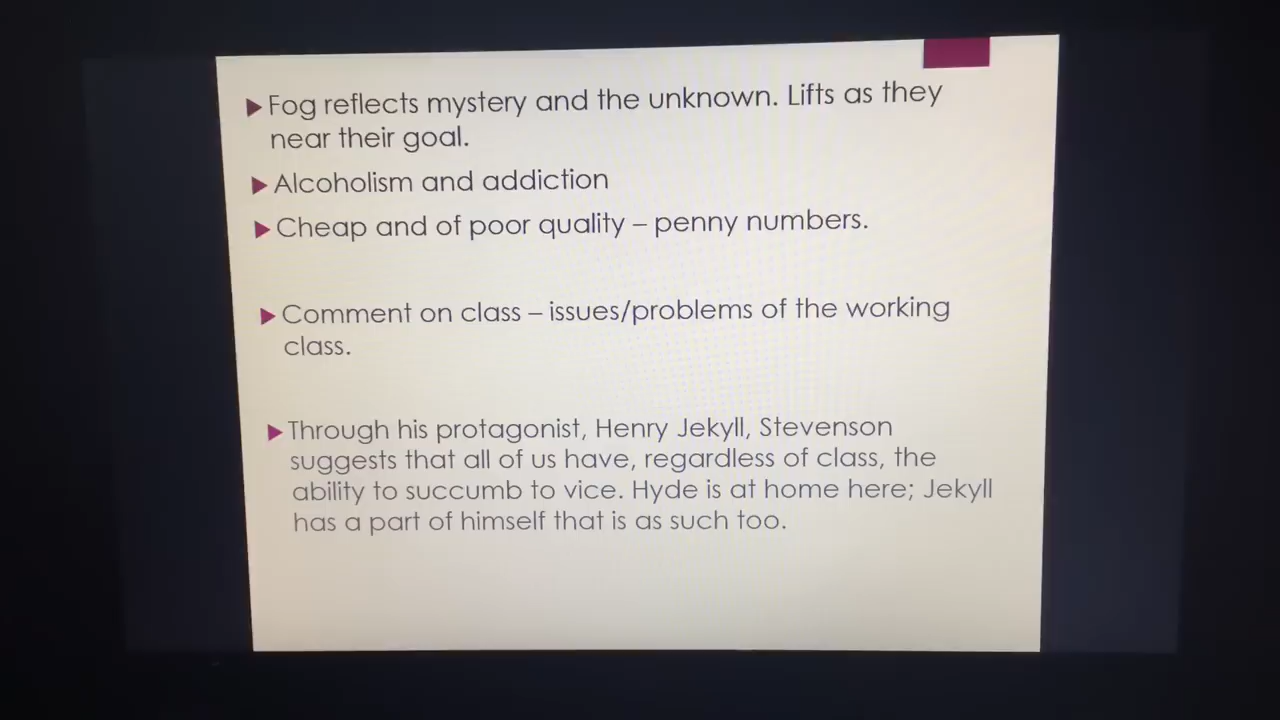 Fog reflects mystery and the unknown. Lifts as they
near their goal.
Alcoholism and addiction
Cheap and of poor quality – penny numbers.
Comment on class – issues/problems of the working
class.
Through his protagonist, Henry Jekyll, Stevenson
suggests that all of us have, regardless of class, the
ability to succumb to vice. Hyde is at home here; Jekyll
has a part of himself that is as such too.